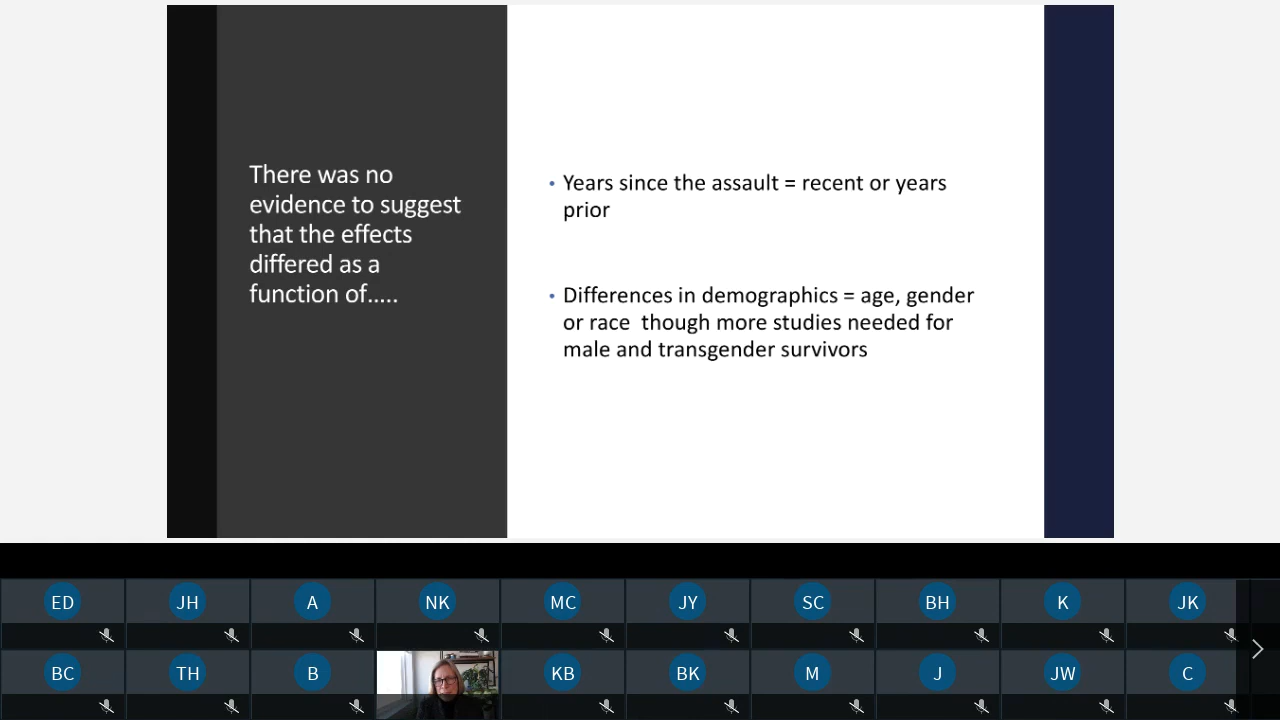 There was no
evidence to suggest
that the effects
differed as a
function of.....
• Years since the assault = recent or years
prior
• Differences in demographics = age, gender
or race  though more studies needed for
male and transgender survivors
ED
JH
A
NK
MC
JY
SC
BH
K
JK
BC
TH
B
KB
BK
M
J
JW
C